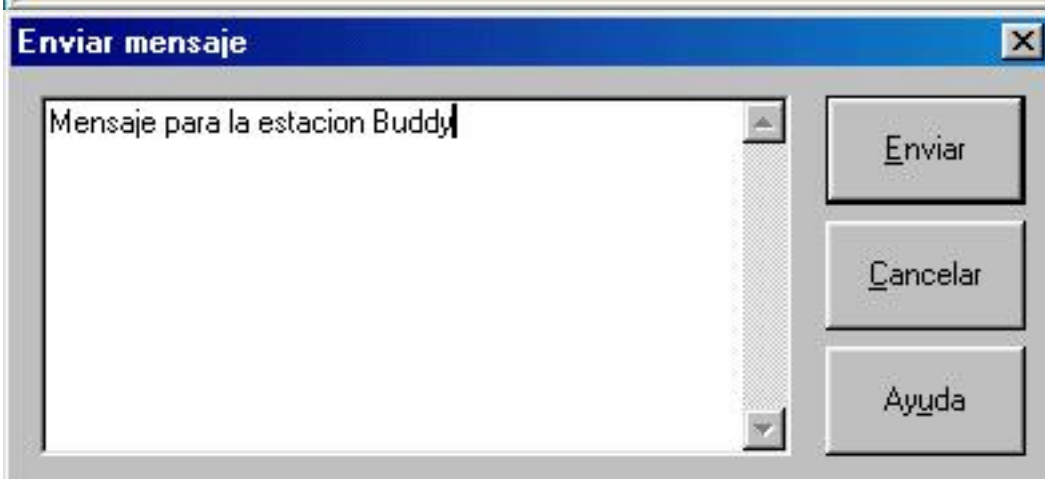 Enviar mensaje
Mensaje para la estacion Buddy
Enviar
Cancelar
Ayuda